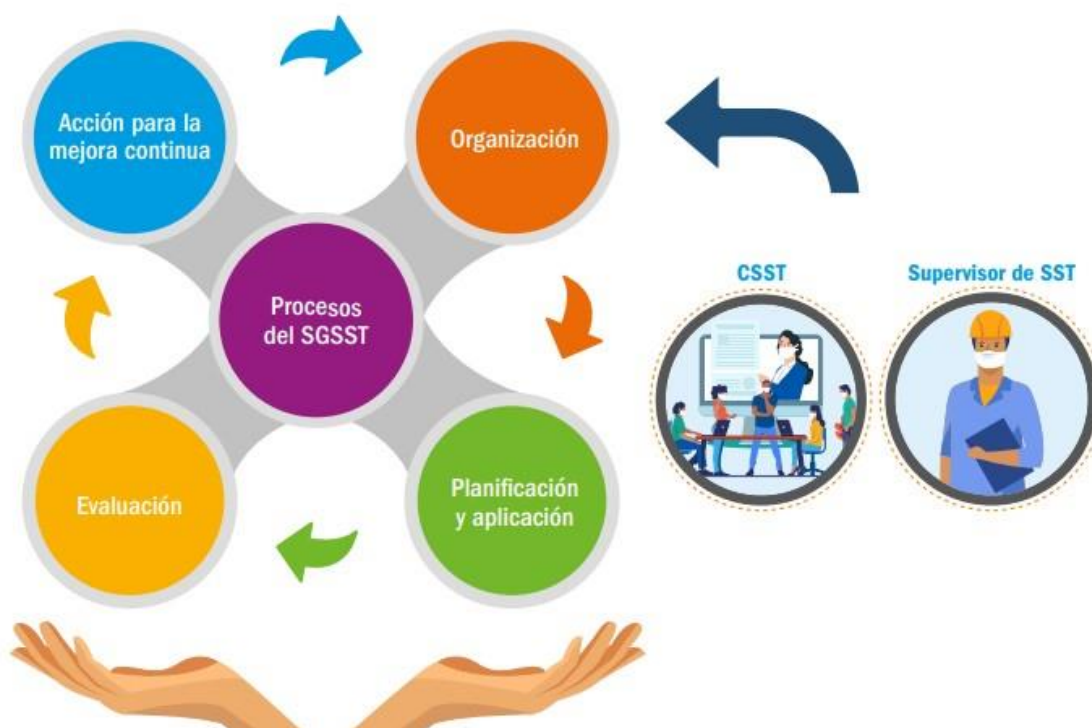 Acción para la
mejora continua
Organización
Procesos
del SGSST
CSST
Supervisor de SST
Evaluación
Planificación
y aplicación